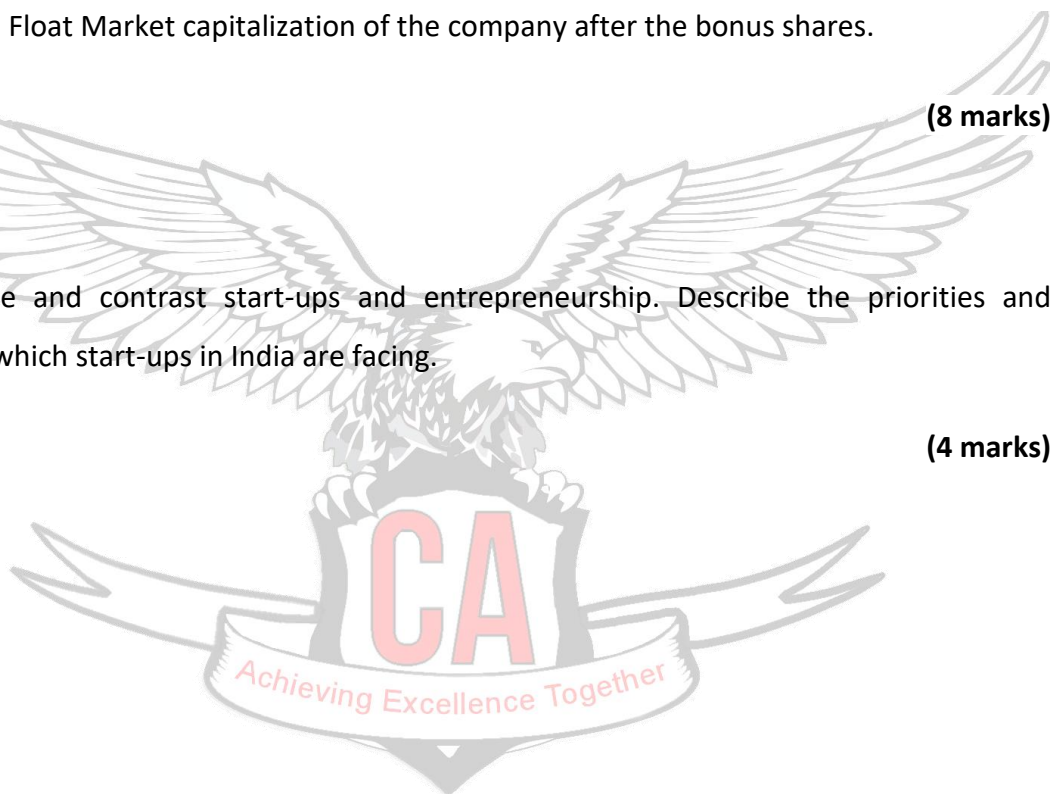 Float Market capitalization of the company after the bonus shares.
(8 marks)
e and contrast start-ups and entrepreneurship. Describe the priorities and
which start-ups in India are facing.
(4 marks)
CA
Achieving Excellence Together